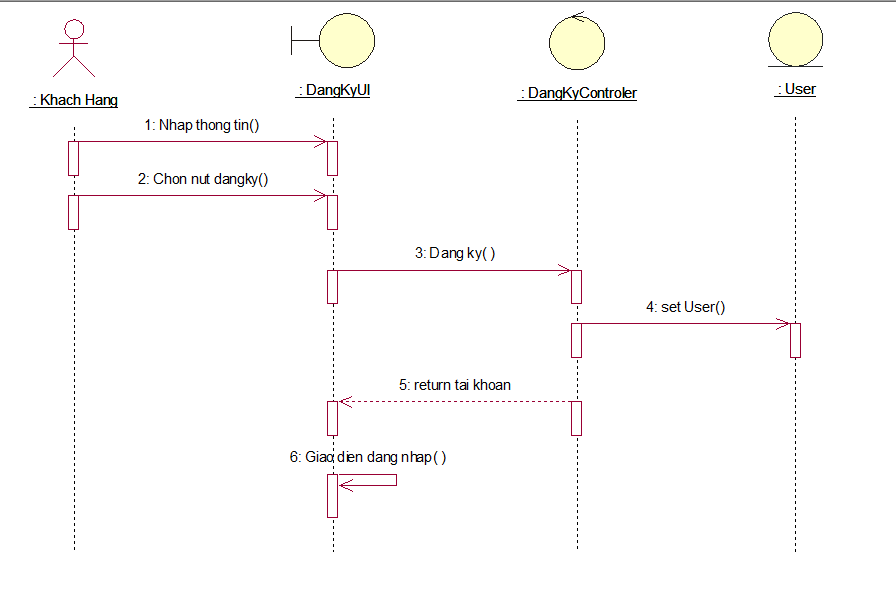 : Khach Hang
: DangKyUI
: DangKyControler
: User
1: Nhap thong tin()
2: Chon nut dangky()
3: Dang ky( )
4: set User()
5: return tai khoan
6: Giao dien dang nhap( )